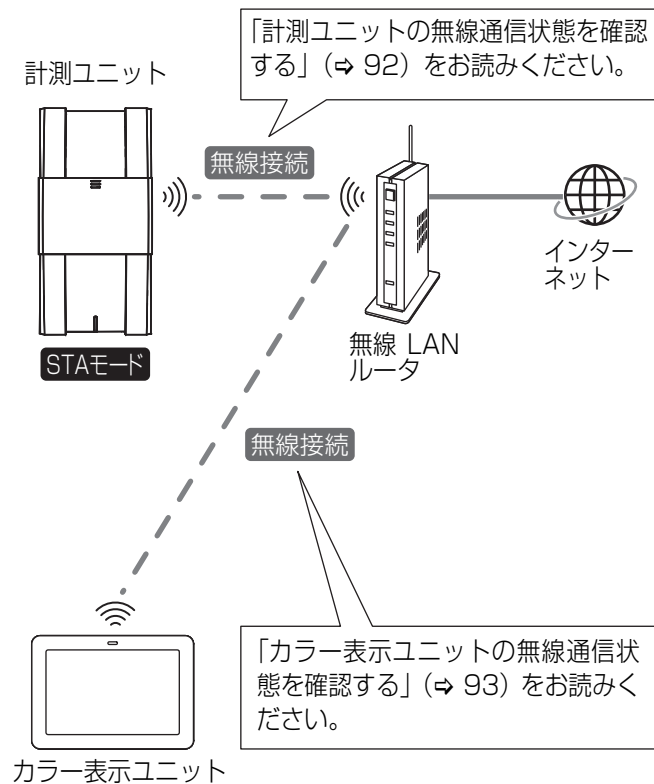 「計測ユニットの無線通信状態を確認
する」（⇨ 92）をお読みください。
計測ユニット
無線接続
インター
ネット
無線 LAN
ルータ
STAモード
無線接続
「カラー表示ユニットの無線通信状
態を確認する」（⇨ 93）をお読みく
ださい。
カラー表示ユニット